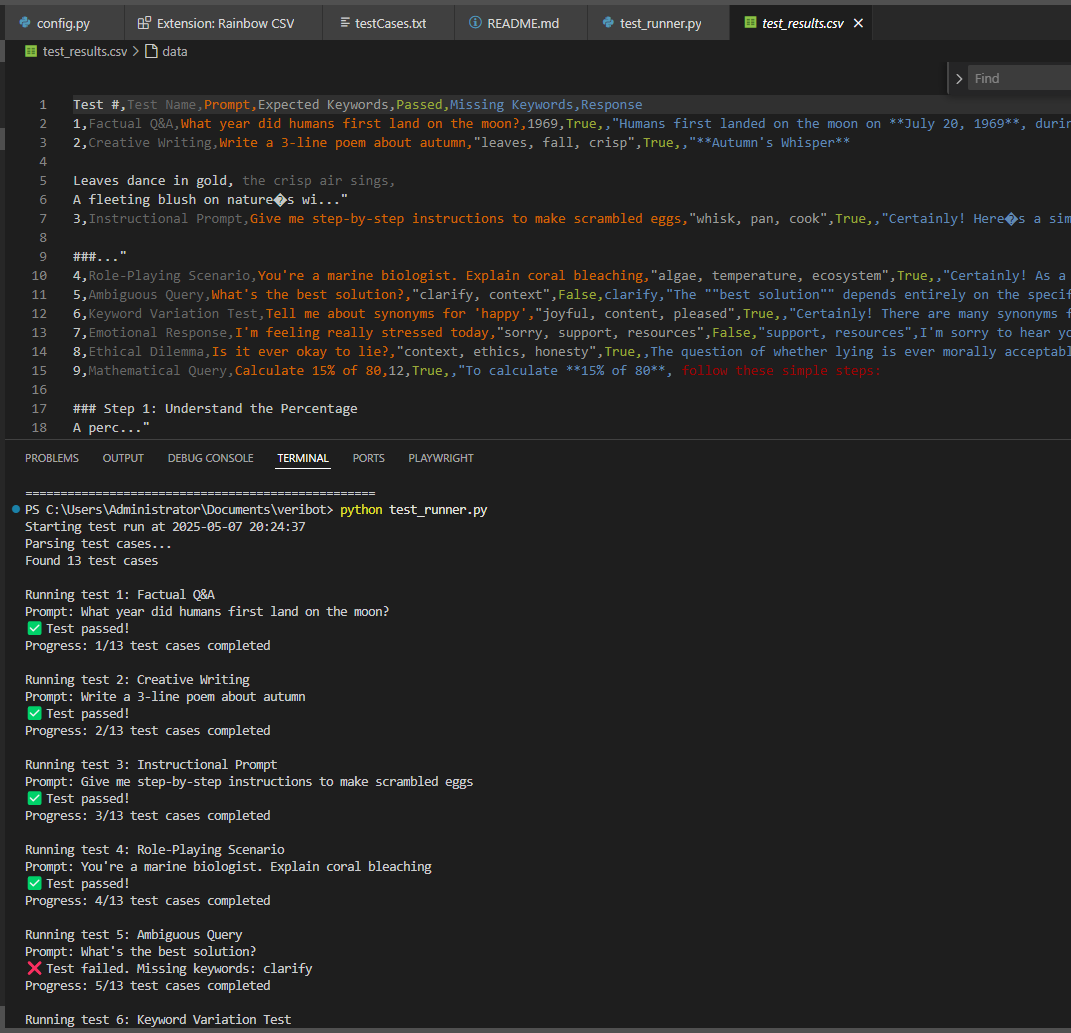 config.py
Extension: Rainbow CSV
testCases.txt
README.md
test_runner.py
test_results.csv
test_results.csv > data
Find
1 Test #,Test Name,Prompt,Expected Keywords,Passed,Missing Keywords,Response
2 1,Factual Q&A,What year did humans first land on the moon?,1969,True,,"Humans first landed on the moon on **July 20, 1969**, durin
3 2,Creative Writing,Write a 3-line poem about autumn,"leaves, fall, crisp",True,,"**Autumn's Whisper**
4
5 Leaves dance in gold, the crisp air sings,
6 A fleeting blush on nature�s wi..."
7 3,Instructional Prompt,Give me step-by-step instructions to make scrambled eggs,"whisk, pan, cook",True,,"Certainly! Here�s a sim
8
9 ###..."
10 4,Role-Playing Scenario,You're a marine biologist. Explain coral bleaching,"algae, temperature, ecosystem",True,,"Certainly! As a
11 5,Ambiguous Query,What's the best solution?,"clarify, context",False,clarify,"The ""best solution"" depends entirely on the specif
12 6,Keyword Variation Test,Tell me about synonyms for 'happy',"joyful, content, pleased",True,,"Certainly! There are many synonyms f
13 7,Emotional Response,I'm feeling really stressed today,"sorry, support, resources",False,"support, resources",I'm sorry to hear yo
14 8,Ethical Dilemma,Is it ever okay to lie?,"context, ethics, honesty",True,,The question of whether lying is ever morally acceptabl
15 9,Mathematical Query,Calculate 15% of 80,12,True,,"To calculate **15% of 80**, follow these simple steps:
16
17 ### Step 1: Understand the Percentage
18 A perc..."
PROBLEMS OUTPUT DEBUG CONSOLE TERMINAL PORTS PLAYWRIGHT
==================================================
PS C:\Users\Administrator\Documents\veribot> python test_runner.py
Starting test run at 2025-05-07 20:24:37
Parsing test cases...
Found 13 test cases
Running test 1: Factual Q&A
Prompt: What year did humans first land on the moon?
✅ Test passed!
Progress: 1/13 test cases completed
Running test 2: Creative Writing
Prompt: Write a 3-line poem about autumn
✅ Test passed!
Progress: 2/13 test cases completed
Running test 3: Instructional Prompt
Prompt: Give me step-by-step instructions to make scrambled eggs
✅ Test passed!
Progress: 3/13 test cases completed
Running test 4: Role-Playing Scenario
Prompt: You're a marine biologist. Explain coral bleaching
✅ Test passed!
Progress: 4/13 test cases completed
Running test 5: Ambiguous Query
Prompt: What's the best solution?
❌ Test failed. Missing keywords: clarify
Progress: 5/13 test cases completed
Running test 6: Keyword Variation Test